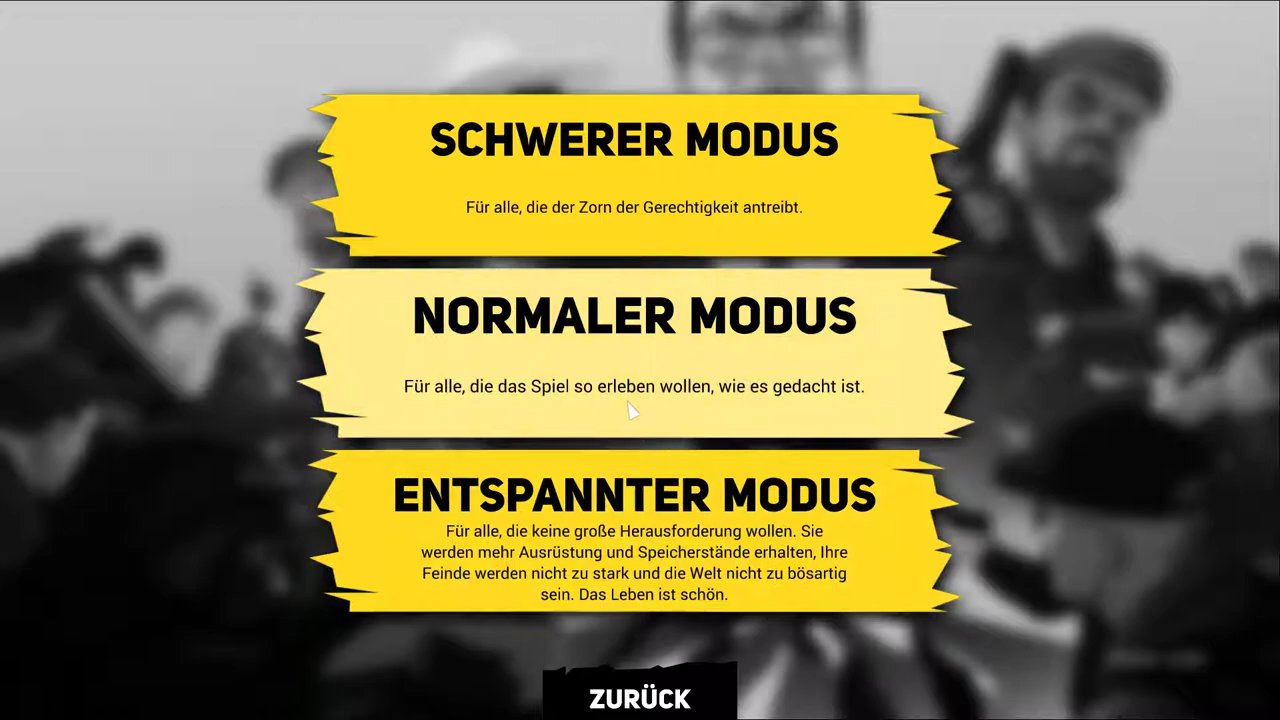 SCHWERER MODUS
Für alle, die der Zorn der Gerechtigkeit antreibt.
NORMALER MODUS
Für alle, die das Spiel so erleben wollen, wie es gedacht ist.
ENTSPANNTER MODUS
Für alle, die keine große Herausforderung wollen. Sie
werden mehr Ausrüstung und Speicherstände erhalten, Ihre
Feinde werden nicht zu stark und die Welt nicht zu bösartig
sein. Das Leben ist schön.
ZURÜCK